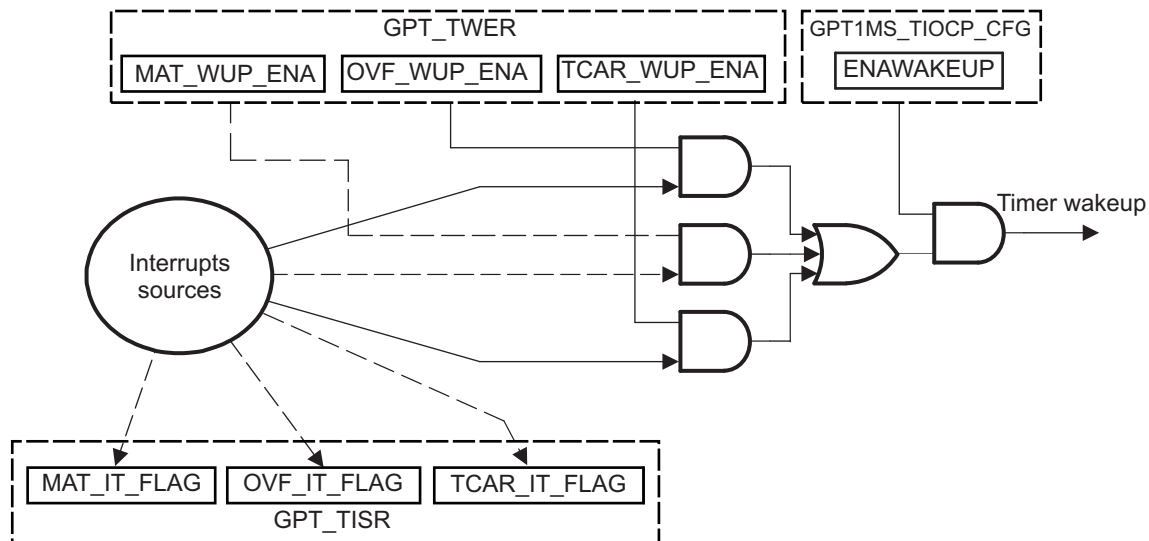 GPT_TWER
MAT_WUP_ENA
OVF_WUP_ENA
TCAR_WUP_ENA
GPT1MS_TIOCP_CFG
ENAWAKEUP
Timer wakeup
Interrupts
sources
MAT_IT_FLAG
OVF_IT_FLAG
TCAR_IT_FLAG
GPT_TISR